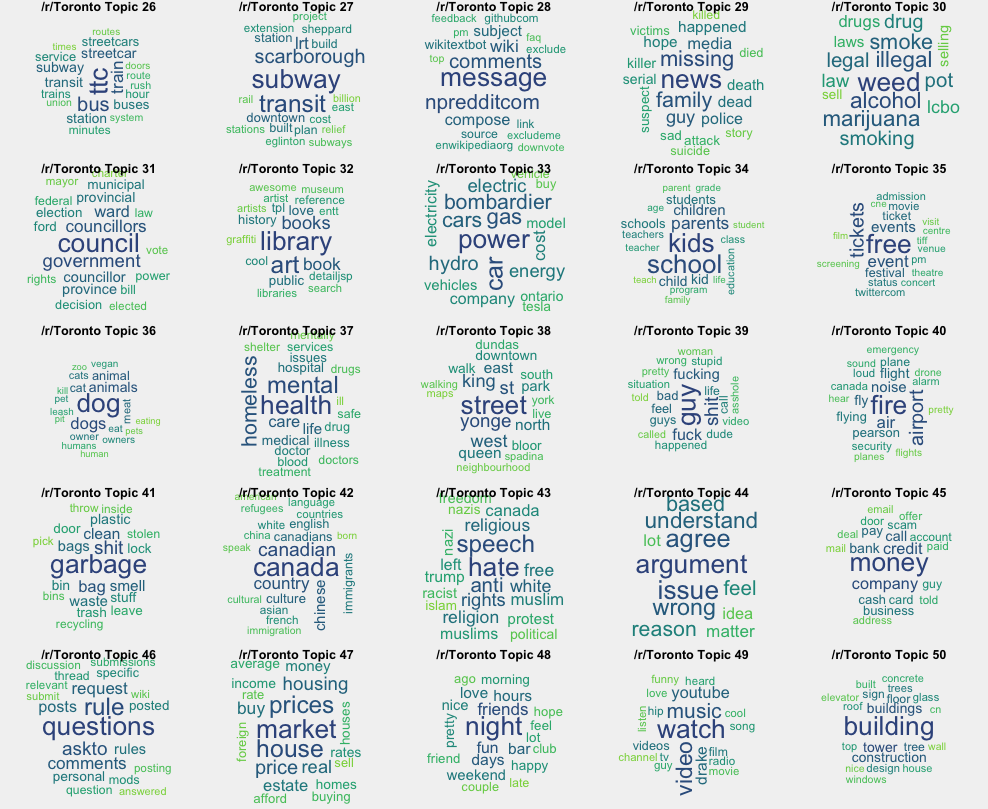 /r/Toronto Topic 26
routes
times streetcars
service streetcar
subway ttc train doors
transit route
trains rush
union bus hour
buses
station system
minutes
/r/Toronto Topic 27
project
extension sheppard
station lrt build
scarborough
subway
rail transit billion
east
downtown cost
stations built plan relief
eglinton subways
/r/Toronto Topic 28
feedback githubcom
pm subject faq
wikitextbot wiki exclude
top comments
message
npredditcom
compose link
source excludeme
enwikipediaorg downvote
/r/Toronto Topic 29
killed
victims happened
hope media
killer missing died
serial news death
suspect family dead
guy police
sad attack story
suicide
/r/Toronto Topic 30
drugs drug
laws smoke selling
legal illegal
law weed pot
sell alcohol
marijuana lcbo
smoking
/r/Toronto Topic 31
charter
mayor municipal
federal provincial
election ward law
ford councillors
council vote
government
rights councillor power
province bill
decision elected
/r/Toronto Topic 32
awesome museum
artist reference
artists tpl love entt
history books
graffiti library
cool art book
public detailjsp
libraries search
/r/Toronto Topic 33
vehicle
electricity electric buy
bombardier
cars gas model
power cost
hydro car energy
vehicles
company ontario
tesla
/r/Toronto Topic 34
parent grade
students
age children
schools parents student
teachers kids class
teacher
school education
teach child kid life
program
family
/r/Toronto Topic 35
admission
cne movie
tickets ticket visit
events centre
film free tiff
venue
screening event pm
festival theatre
status concert
twittercom
/r/Toronto Topic 36
zoo vegan
cats animal
kill cat animals
pet dog meat
leash
pit dogs eat eating
pets
owner owners
humans
human
/r/Toronto Topic 37
mentally
shelter services
issues
homeless hospital drugs
mental
health ill
safe
care life drug
medical illness
doctor
blood doctors
treatment
/r/Toronto Topic 38
dundas
downtown
walk east
walking king st south
maps park
street york
live
yonge north
west bloor
queen spadina
neighbourhood
/r/Toronto Topic 39
woman
wrong stupid
pretty fucking
situation guy life asshole
told bad shit call
feel
guys video
called fuck dude
happened
/r/Toronto Topic 40
emergency
sound plane
loud flight drone
canada noise alarm
hear fly airport
fire pretty
flying air
pearson
security
planes flights
/r/Toronto Topic 41
throw inside
plastic
door clean stolen
pick bags shit lock
garbage
bin bag smell
bins waste stuff
trash leave
recycling
/r/Toronto Topic 42
american language
refugees countries
white english
china canadians born
speak canadian
canada immigrants
country chinese
cultural culture
asian
french
immigration
/r/Toronto Topic 43
freedom
nazis canada
nazi religious
speech
left hate free
trump anti white
racist rights muslim
islam
religion protest
muslims political
/r/Toronto Topic 44
based
understand
lot agree
argument
issue feel
wrong idea
reason matter
/r/Toronto Topic 45
email
door offer
deal pay scam
call account
mail bank credit paid
money
company guy
cash card told
business
address
/r/Toronto Topic 46
discussion submissions
thread specific
relevant request wiki
submit
posts rule posted
questions
askto rules
comments posting
personal mods
question answered
/r/Toronto Topic 47
average money
income housing
rate
buy prices houses
foreign market
house rates
price real sell
estate homes
afford buying
/r/Toronto Topic 48
ago morning
love hours
nice friends hope
pretty night feel
lot
fun bar club
friend days happy
weekend
couple late
/r/Toronto Topic 49
funny heard
love youtube
listen hip music cool
watch song
videos video drake film
channel tv radio
guy movie
/r/Toronto Topic 50
concrete
built trees
elevator sign floor glass
roof buildings cn
building
top tower tree wall
construction
nice design house
windows